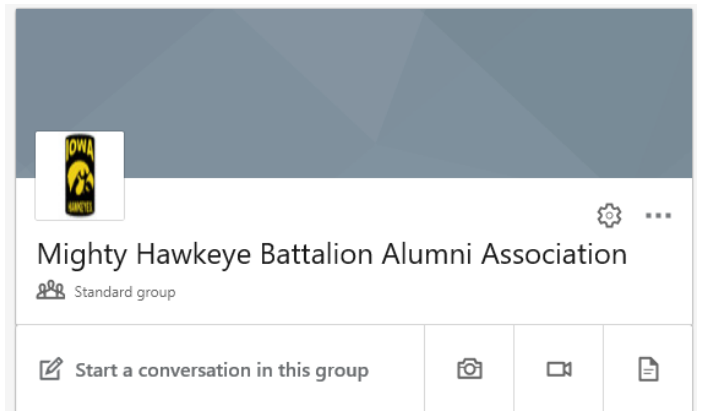 IOWA
HAWKEYES
Mighty Hawkeye Battalion Alumni Association
Standard group
Start a conversation in this group